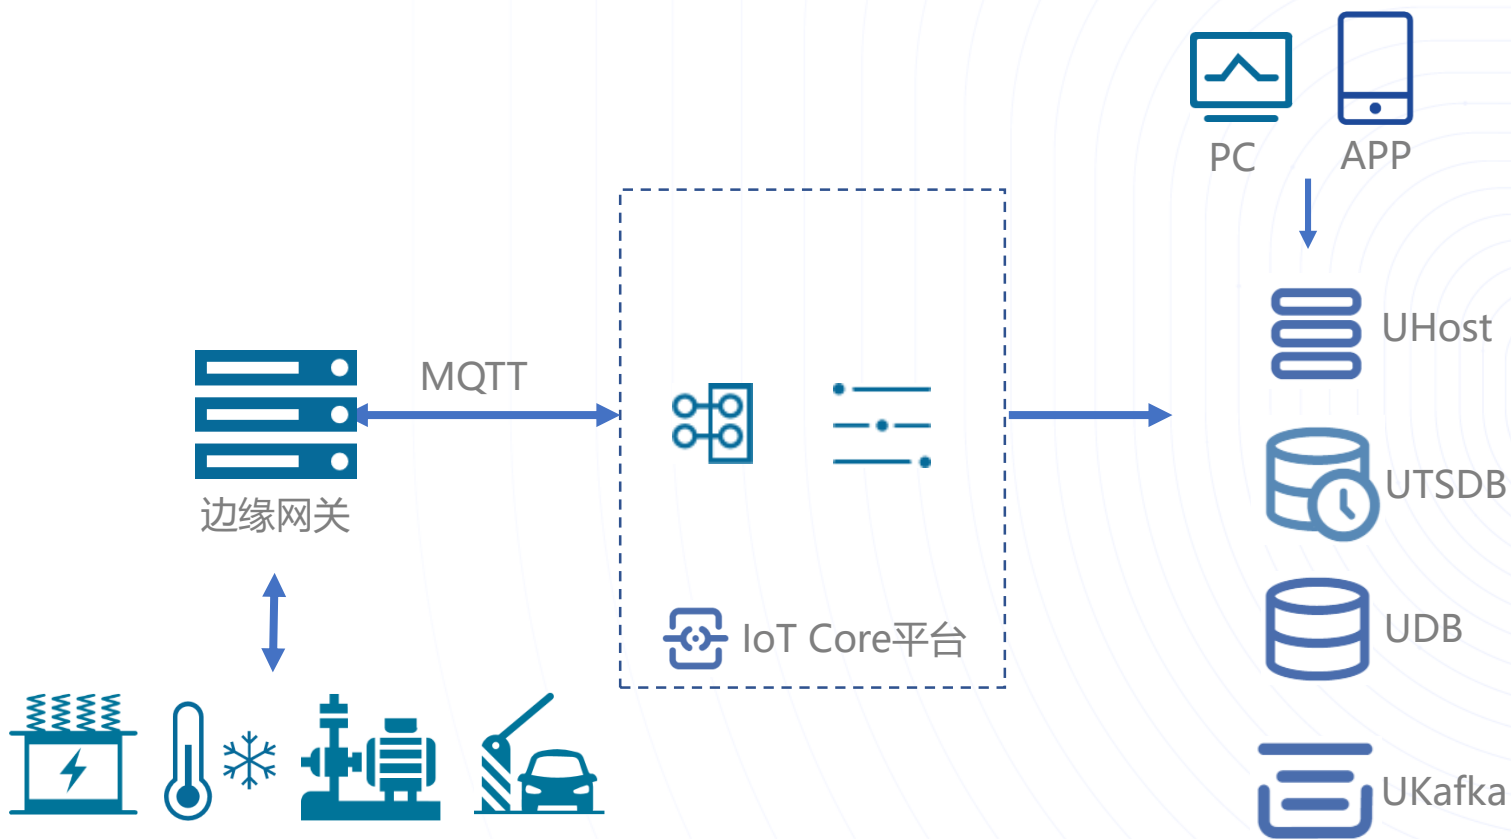 PC
APP
UHost
MQTT
UTSDB
边缘网关
IoT Core平台
UDB
UKafka